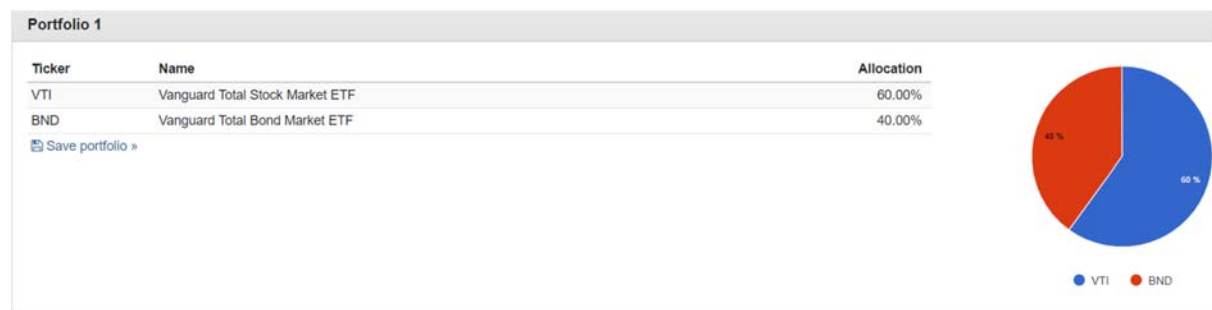 Portfolio 1
Ticker Name Allocation
VTI Vanguard Total Stock Market ETF 60.00%
BND Vanguard Total Bond Market ETF 40.00%
Save portfolio »
40 %
60 %
VTI BND